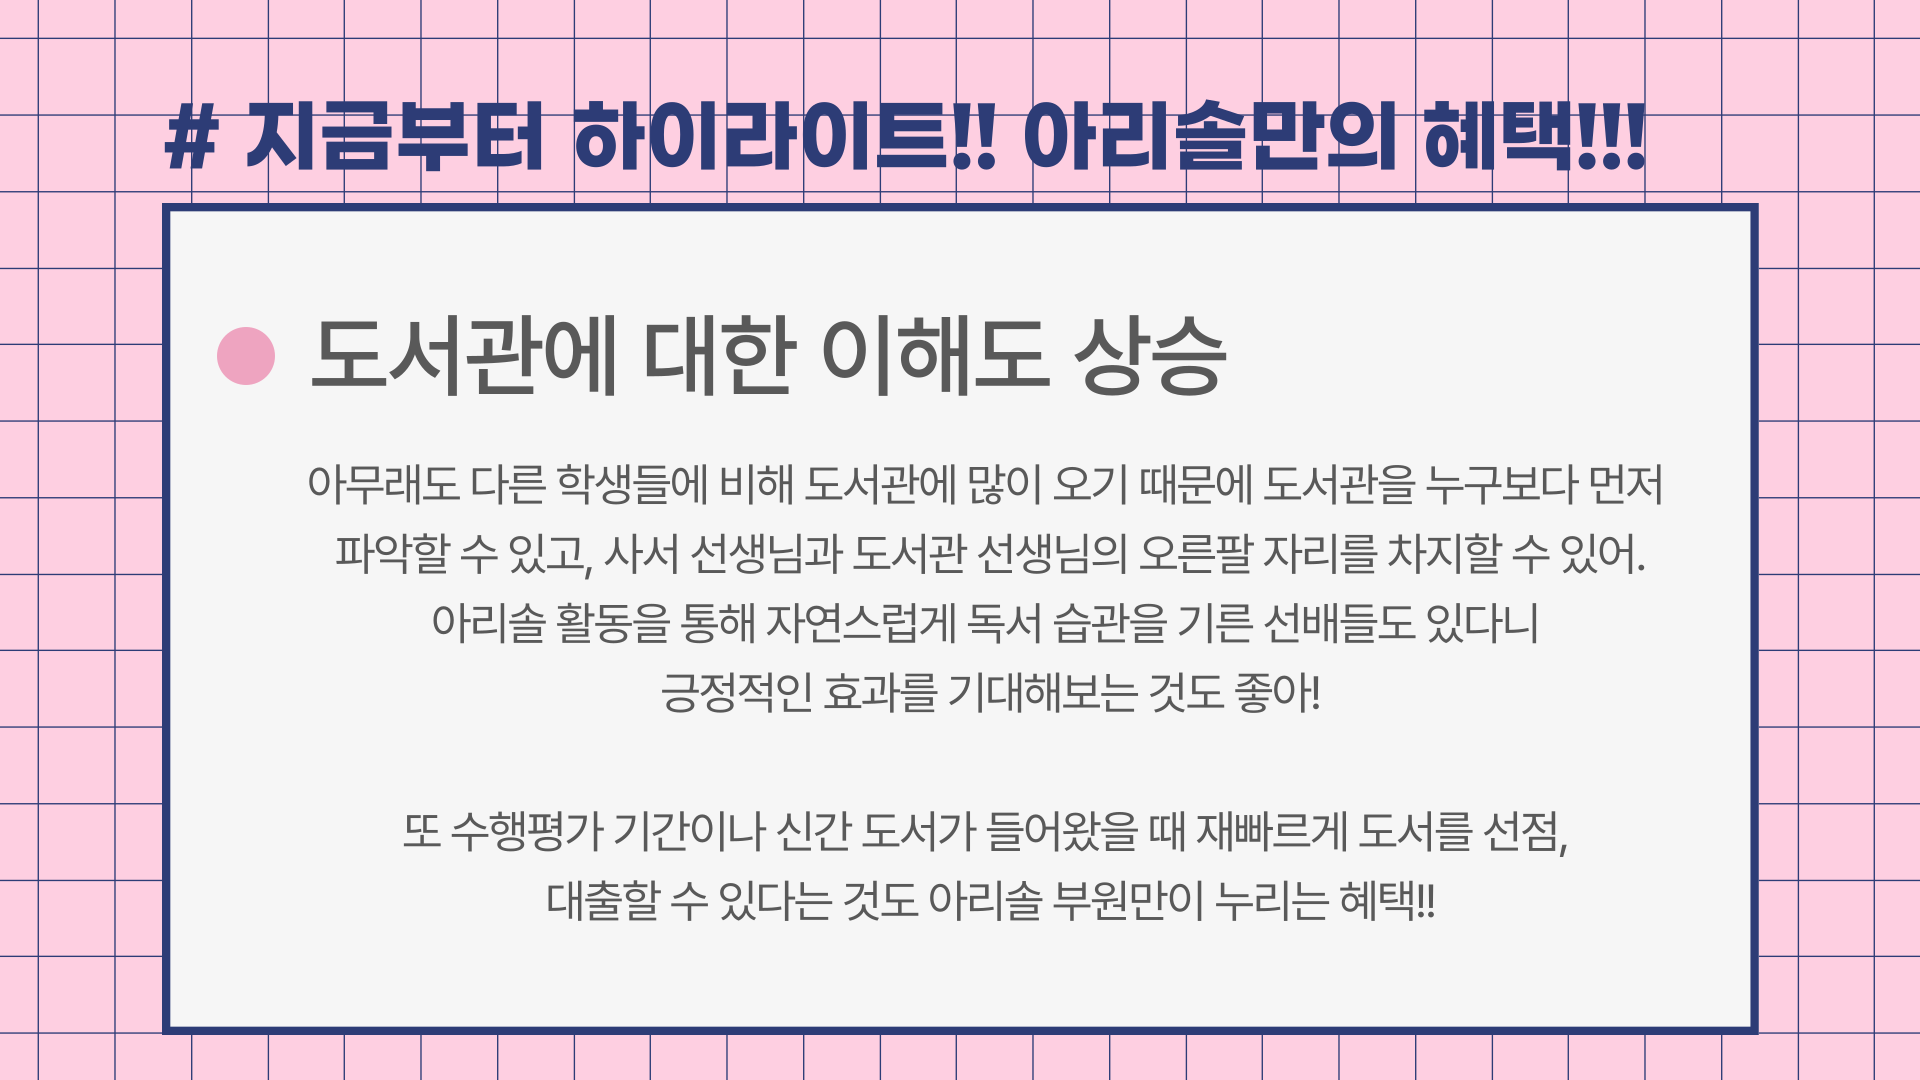 # 지금부터 하이라이트!! 아리솔만의 혜택!!!
도서관에 대한 이해도 상승
아무래도 다른 학생들에 비해 도서관에 많이 오기 때문에 도서관을 누구보다 먼저
파악할 수 있고, 사서 선생님과 도서관 선생님의 오른팔 자리를 차지할 수 있어.
아리솔 활동을 통해 자연스럽게 독서 습관을 기른 선배들도 있다니
긍정적인 효과를 기대해보는 것도 좋아!
또 수행평가 기간이나 신간 도서가 들어왔을 때 재빠르게 도서를 선점,
대출할 수 있다는 것도 아리솔 부원만이 누리는 혜택!!